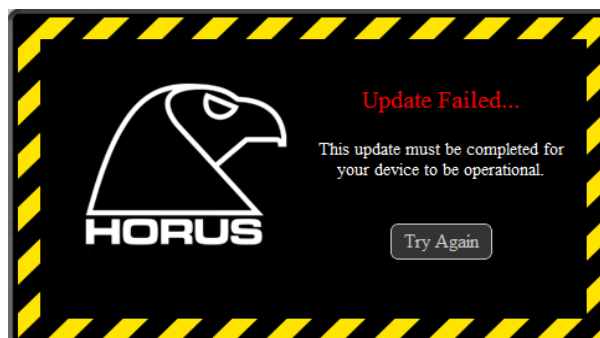 HORUS
Update Failed...
This update must be completed for
your device to be operational.
Try Again